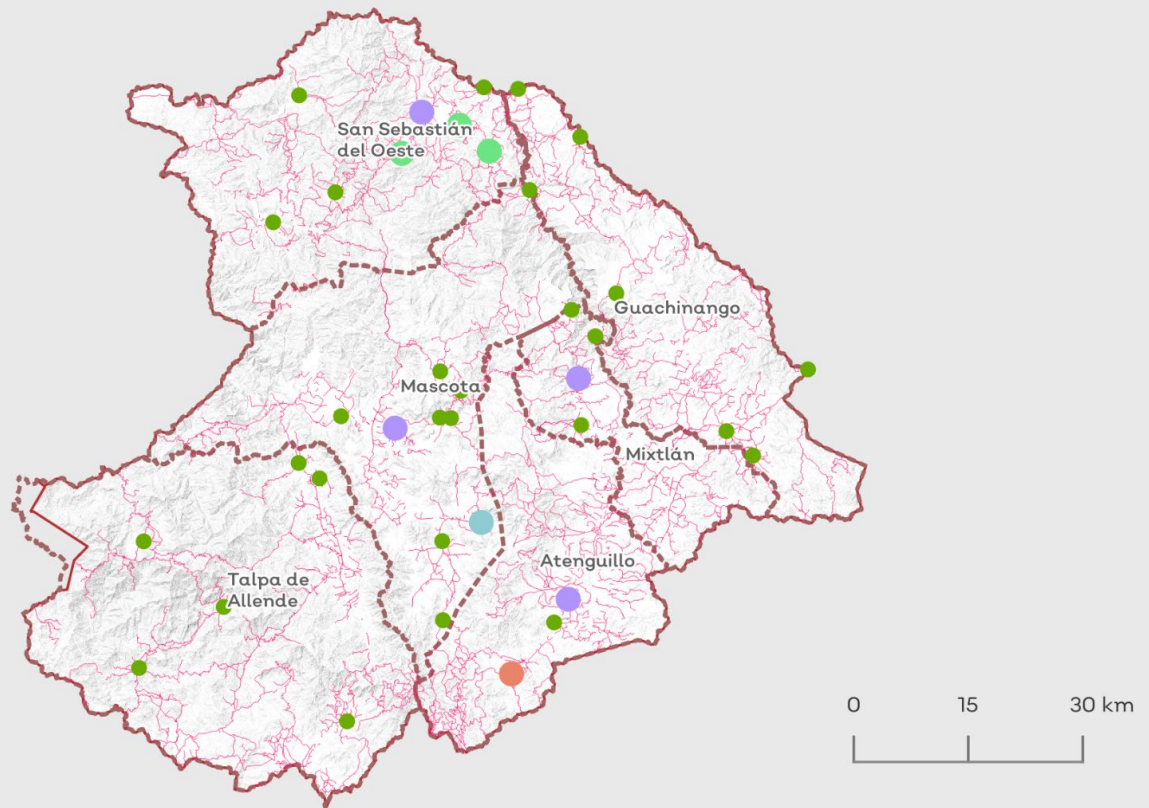 San Sebastián
del Oeste
Guachinango
Mascota
Mixtlán
Atenguillo
Talpa de
Allende
0 15 30 km